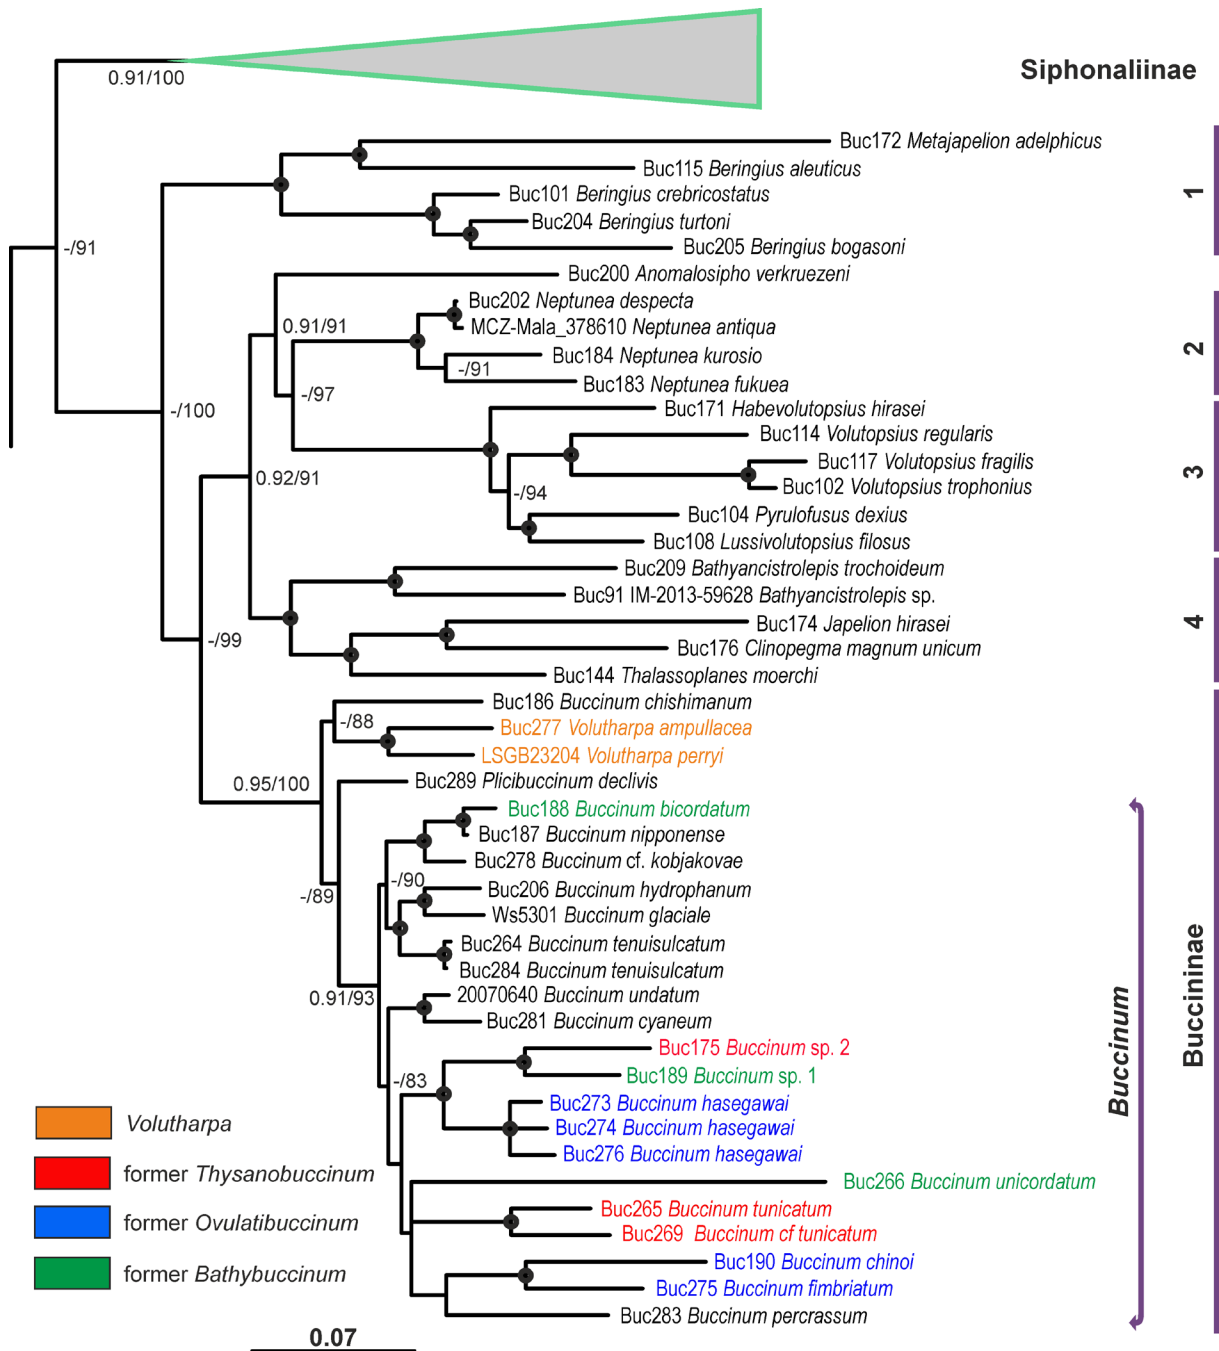 0.91/100
Siphonaliinae
Buc172 Metajapelion adelphicus
Buc115 Beringius aleuticus
Buc101 Beringius crebricostatus
Buc204 Beringius turtoni
Buc205 Beringius bogasoni
1
-/91
Buc200 Anomalosipho verkruezeni
Buc202 Neptunea despecta
0.91/91
MCZ-Mala_378610 Neptunea antiqua
Buc184 Neptunea kurosio
-/91
Buc183 Neptunea fukuea
2
-/97
-/100
Buc171 Habevolutopsius hirasei
Buc114 Volutopsius regularis
Buc117 Volutopsius fragilis
0.92/91
Buc102 Volutopsius trophonius
-/94
Buc104 Pyrulofusus dexius
Buc108 Lussivolutopsius filosus
3
Buc209 Bathyancistrolepis trochoideum
Buc91 IM-2013-59628 Bathyancistrolepis sp.
Buc174 Japelion hirasei
-/99
Buc176 Clinopegma magnum unicum
Buc144 Thalassoplanes moerchi
4
Buc186 Buccinum chishimanum
-/88
Buc277 Volutharpa ampullacea
LSGB23204 Volutharpa perryi
0.95/100
Buc289 Plicibuccinum declivis
Buc188 Buccinum bicordatum
Buc187 Buccinum nipponense
Buc278 Buccinum cf. kobjakovae
-/90
-/89
Buc206 Buccinum hydrophanum
Ws5301 Buccinum glaciale
Buc264 Buccinum tenuisulcatum
Buc284 Buccinum tenuisulcatum
0.91/93
20070640 Buccinum undatum
Buc281 Buccinum cyaneum
Buccinum
Buccininae
Buc175 Buccinum sp. 2
-/83
Buc189 Buccinum sp. 1
Buc273 Buccinum hasegawai
Buc274 Buccinum hasegawai
Buc276 Buccinum hasegawai
Buc266 Buccinum unicordatum
Buc265 Buccinum tunicatum
Buc269 Buccinum cf tunicatum
Buc190 Buccinum chinoi
Buc275 Buccinum fimbriatum
Buc283 Buccinum percrassum
Volutharpa
former Thysanobuccinum
former Ovulatibuccinum
former Bathybuccinum
0.07